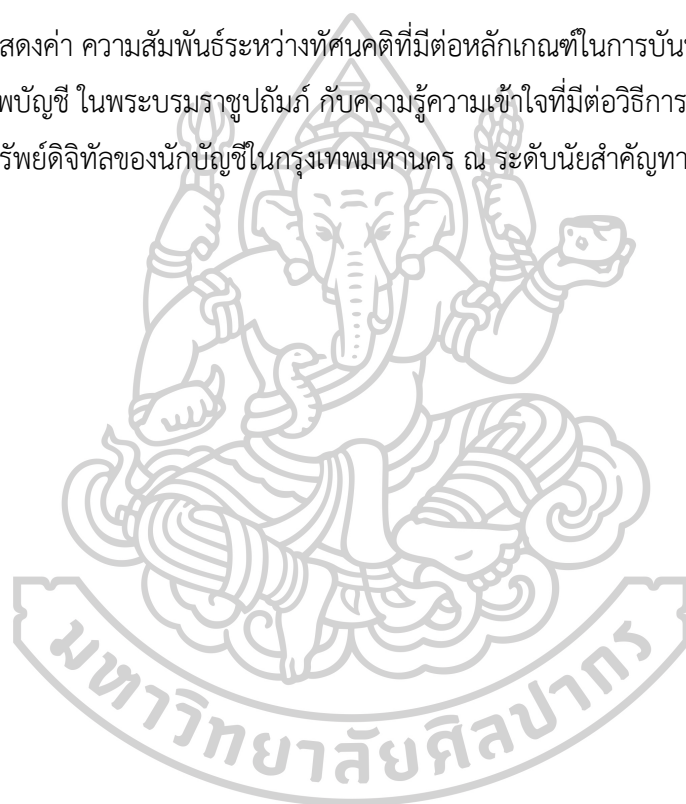 สดงค่า ความสัมพันธ์ระหว่างทัศนคติที่มีต่อหลักเกณฑ์ในการบัน
พบัญชี ในพระบรมราชูปถัมภ์ กับความรู้ความเข้าใจที่มีต่อวิธีการ
รัพย์ดิจิทัลของนักบัญชีในกรุงเทพมหานคร ณ ระดับนัยสำคัญทา
มหาวิทยาลัยศิลปากร